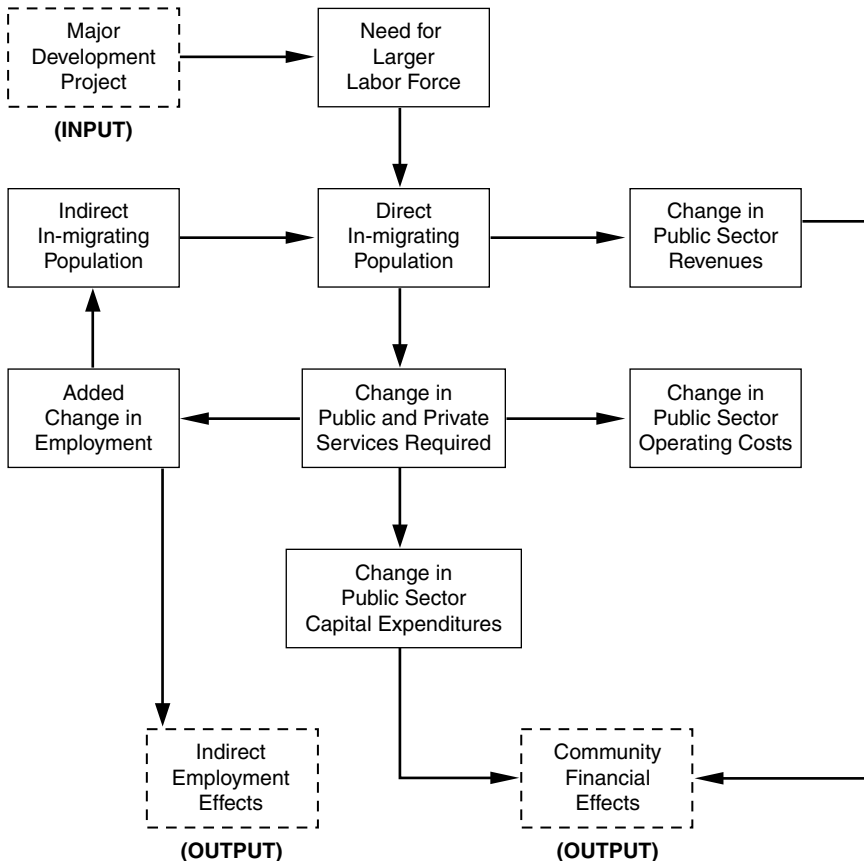 Major
Development
Project
(INPUT)
Need for
Larger
Labor Force
Indirect
In-migrating
Population
Direct
In-migrating
Population
Change in
Public Sector
Revenues
Added
Change in
Employment
Change in
Public and Private
Services Required
Change in
Public Sector
Operating Costs
Change in
Public Sector
Capital Expenditures
Indirect
Employment
Effects
(OUTPUT)
Community
Financial
Effects
(OUTPUT)